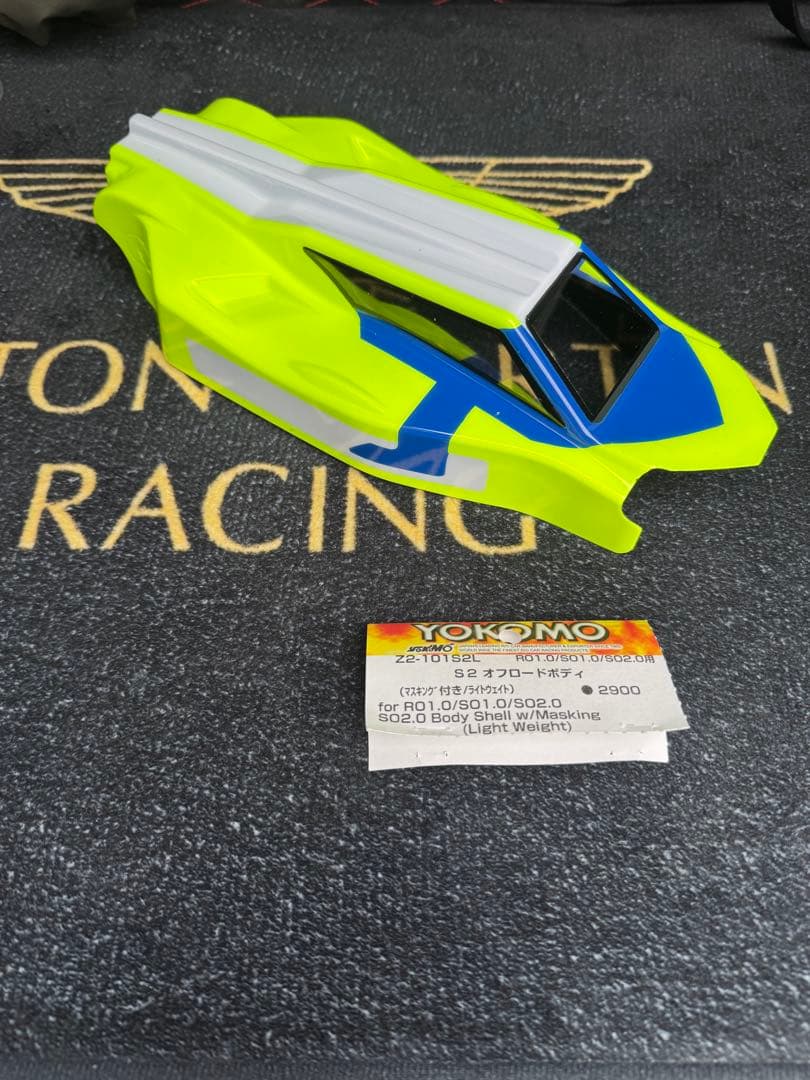 TON
TIN
RACING
YOKOMO
YOKOMO
Z2-101S2L R01.0/S01.0/S02.0用
S2 オフロードボディ
(マスキング付き/ライトウェイト) ●2900
for R01.0/S01.0/S02.0
S02.0 Body Shell w/Masking
(Light Weight)